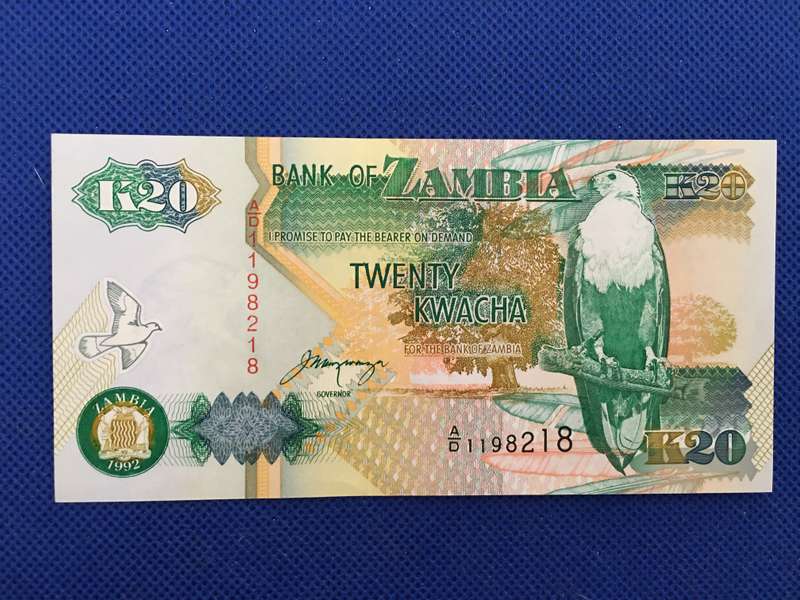 K20
BANK OF ZAMBIA
K20
A/D 1198218
I PROMISE TO PAY THE BEARER ON DEMAND
TWENTY
KWACHA
FOR THE BANK OF ZAMBIA
GOVERNOR
ZAMBIA
1992
A/D 1198218
K20